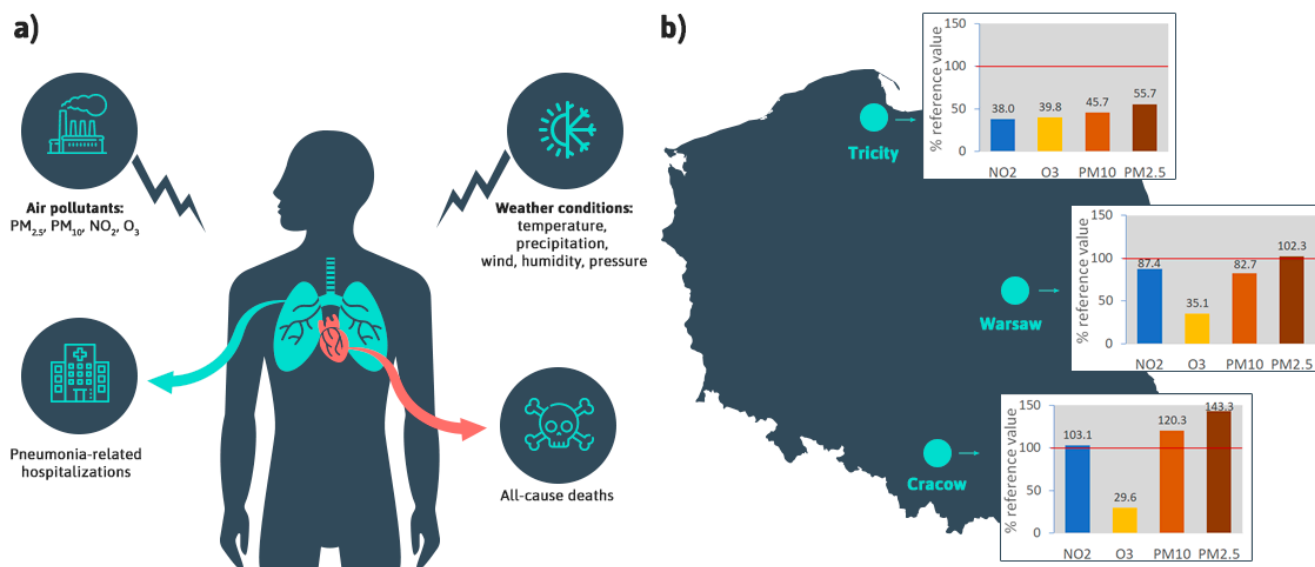 a)
Air pollutants:
PM2.5, PM10, NO2, O3
Weather conditions:
temperature,
precipitation,
wind, humidity, pressure
Pneumonia-related
hospitalizations
All-cause deaths
b)
Tricity
% reference value
150
100
50
0
38.0 39.8 45.7 55.7
NO2 O3 PM10 PM2.5
Warsaw
% reference value
150
100
50
0
87.4 35.1 82.7 102.3
NO2 O3 PM10 PM2.5
Cracow
% reference value
150
100
50
0
103.1 29.6 120.3 143.3
NO2 O3 PM10 PM2.5